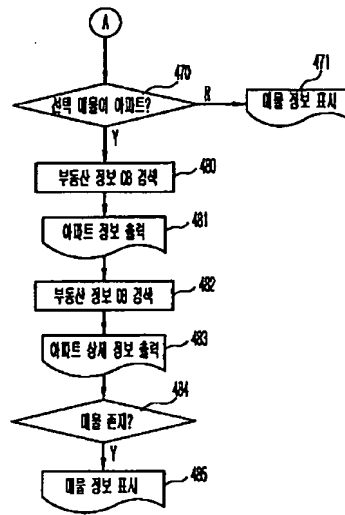 A
470
선택 매물이 아파트?
R
471
매물 정보 표시
Y
부동산 정보 DB 검색
480
아파트 정보 출력
481
부동산 정보 DB 검색
482
아파트 상세 정보 출력
483
484
매물 존재?
Y
매물 정보 표시
485